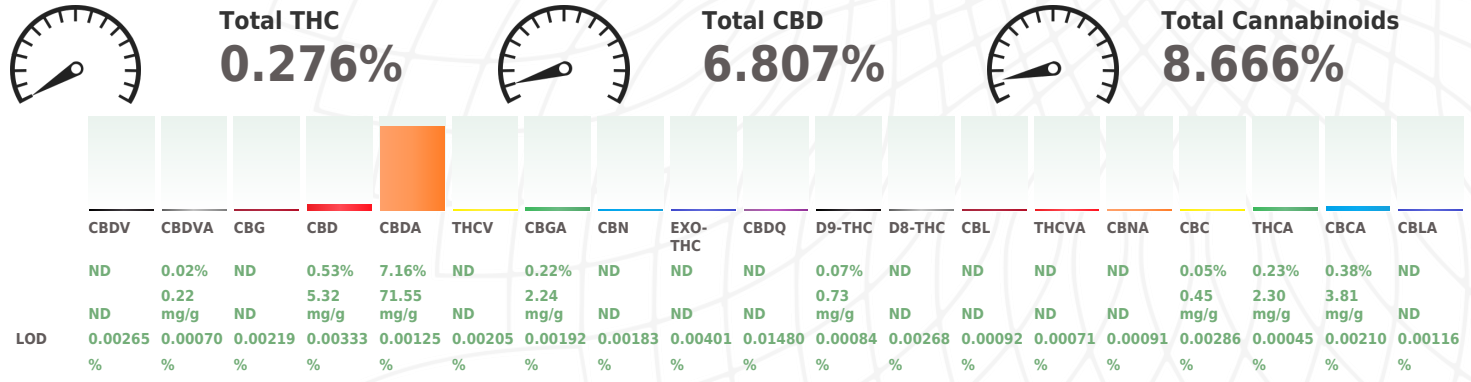 Total THC Total CBD Total Cannabinoids
0.276% 6.807% 8.666%
CBDV CBDVA CBG CBD CBDA THCV CBGA CBN EXO- CBDQ D9-THC D8-THC CBL THCVA CBNA CBC THCA CBCA CBLA
THC
ND 0.02% ND 0.53% 7.16% ND 0.22% ND ND ND 0.07% ND ND ND ND 0.05% 0.23% 0.38% ND
0.22 5.32 71.55 2.24 0.73 0.45 2.30 3.81
ND mg/g ND mg/g mg/g ND mg/g ND ND ND mg/g ND ND ND ND mg/g mg/g mg/g ND
LOD 0.00265 0.00070 0.00219 0.00333 0.00125 0.00205 0.00192 0.00183 0.00401 0.01480 0.00084 0.00268 0.00092 0.00071 0.00091 0.00286 0.00045 0.00210 0.00116
% % % % % % % % % % % % % % % % % % %